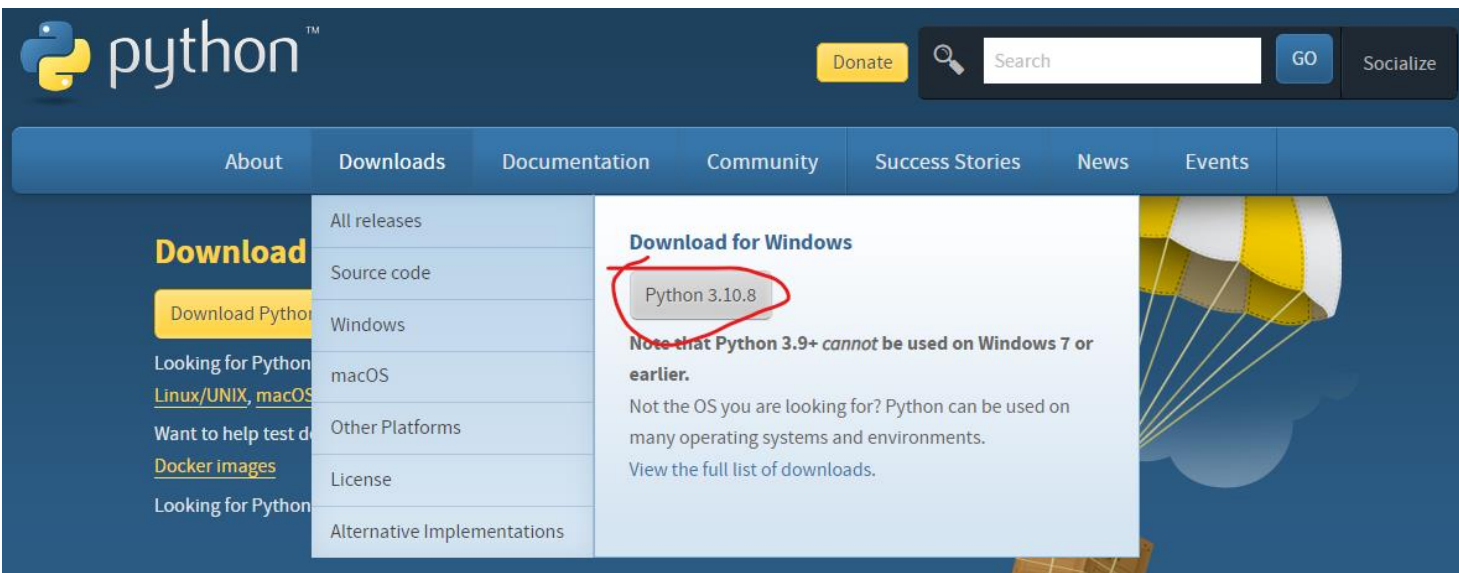 python™
Donate
Search
GO
Socialize
About
Downloads
Documentation
Community
Success Stories
News
Events
All releases
Source code
Windows
macOS
Other Platforms
License
Alternative Implementations
Download for Windows
Python 3.10.8
Note that Python 3.9+ cannot be used on Windows 7 or
earlier.
Not the OS you are looking for? Python can be used on
many operating systems and environments.
View the full list of downloads.
Download
Download Python
Looking for Python
Linux/UNIX, macOS
Want to help test
Docker images
Looking for Python